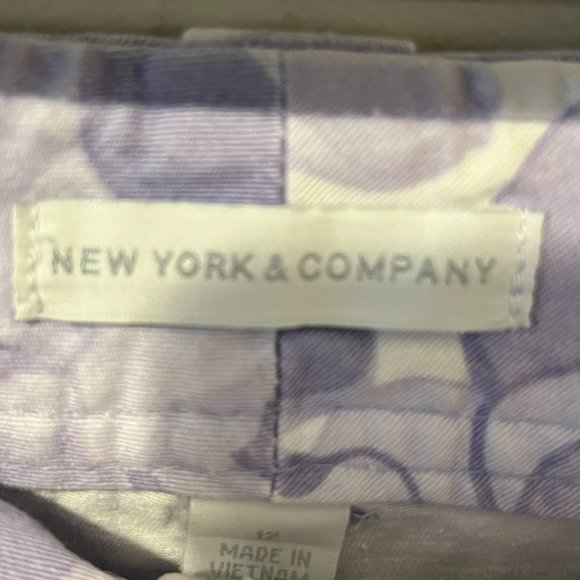 NEW YORK & COMPANY
12
MADE IN
VIETNAM